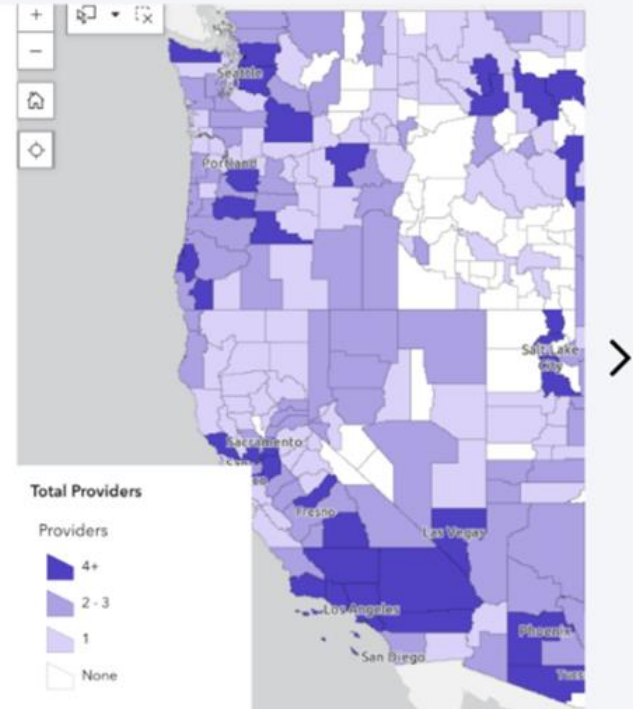 Seattle
Portland
Salt Lake
City
Sacramento
Fresno
Las Vegas
Los Angeles
Phoenix
San Diego
Tucs
Total Providers
Providers
4+
2 - 3
1
None